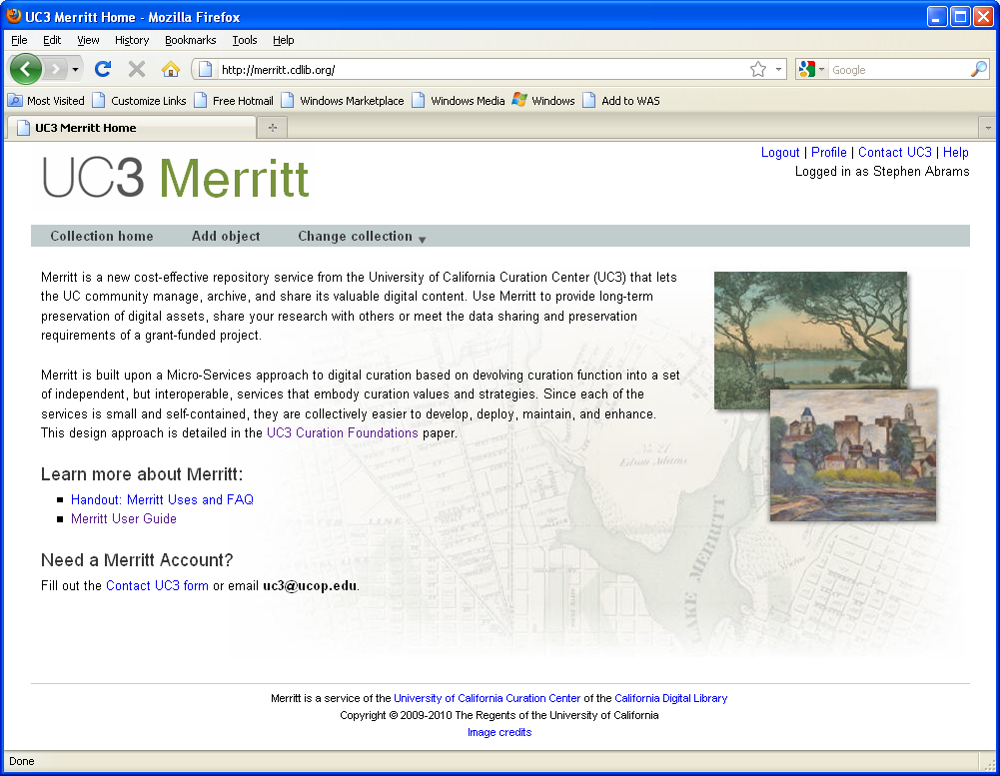 UC3 Merritt Home - Mozilla Firefox
File Edit View History Bookmarks Tools Help
http://merritt.cdlib.org/ Google
Most Visited Customize Links Free Hotmail Windows Marketplace Windows Media Windows Add to WAS
UC3 Merritt Home
Logout | Profile | Contact UC3 | Help
Logged in as Stephen Abrams
UC3 Merritt
Collection home Add object Change collection
Merritt is a new cost-effective repository service from the University of California Curation Center (UC3) that lets
the UC community manage, archive, and share its valuable digital content. Use Merritt to provide long-term
preservation of digital assets, share your research with others or meet the data sharing and preservation
requirements of a grant-funded project.
Merritt is built upon a Micro-Services approach to digital curation based on devolving curation function into a set
of independent, but interoperable, services that embody curation values and strategies. Since each of the
services is small and self-contained, they are collectively easier to develop, deploy, maintain, and enhance.
This design approach is detailed in the UC3 Curation Foundations paper.
Learn more about Merritt:
Handout: Merritt Uses and FAQ
Merritt User Guide
Need a Merritt Account?
Fill out the Contact UC3 form or email uc3@ucop.edu.
Edson Adams
LAKE MERRITT
Merritt is a service of the University of California Curation Center of the California Digital Library
Copyright © 2009-2010 The Regents of the University of California
Image credits
Done